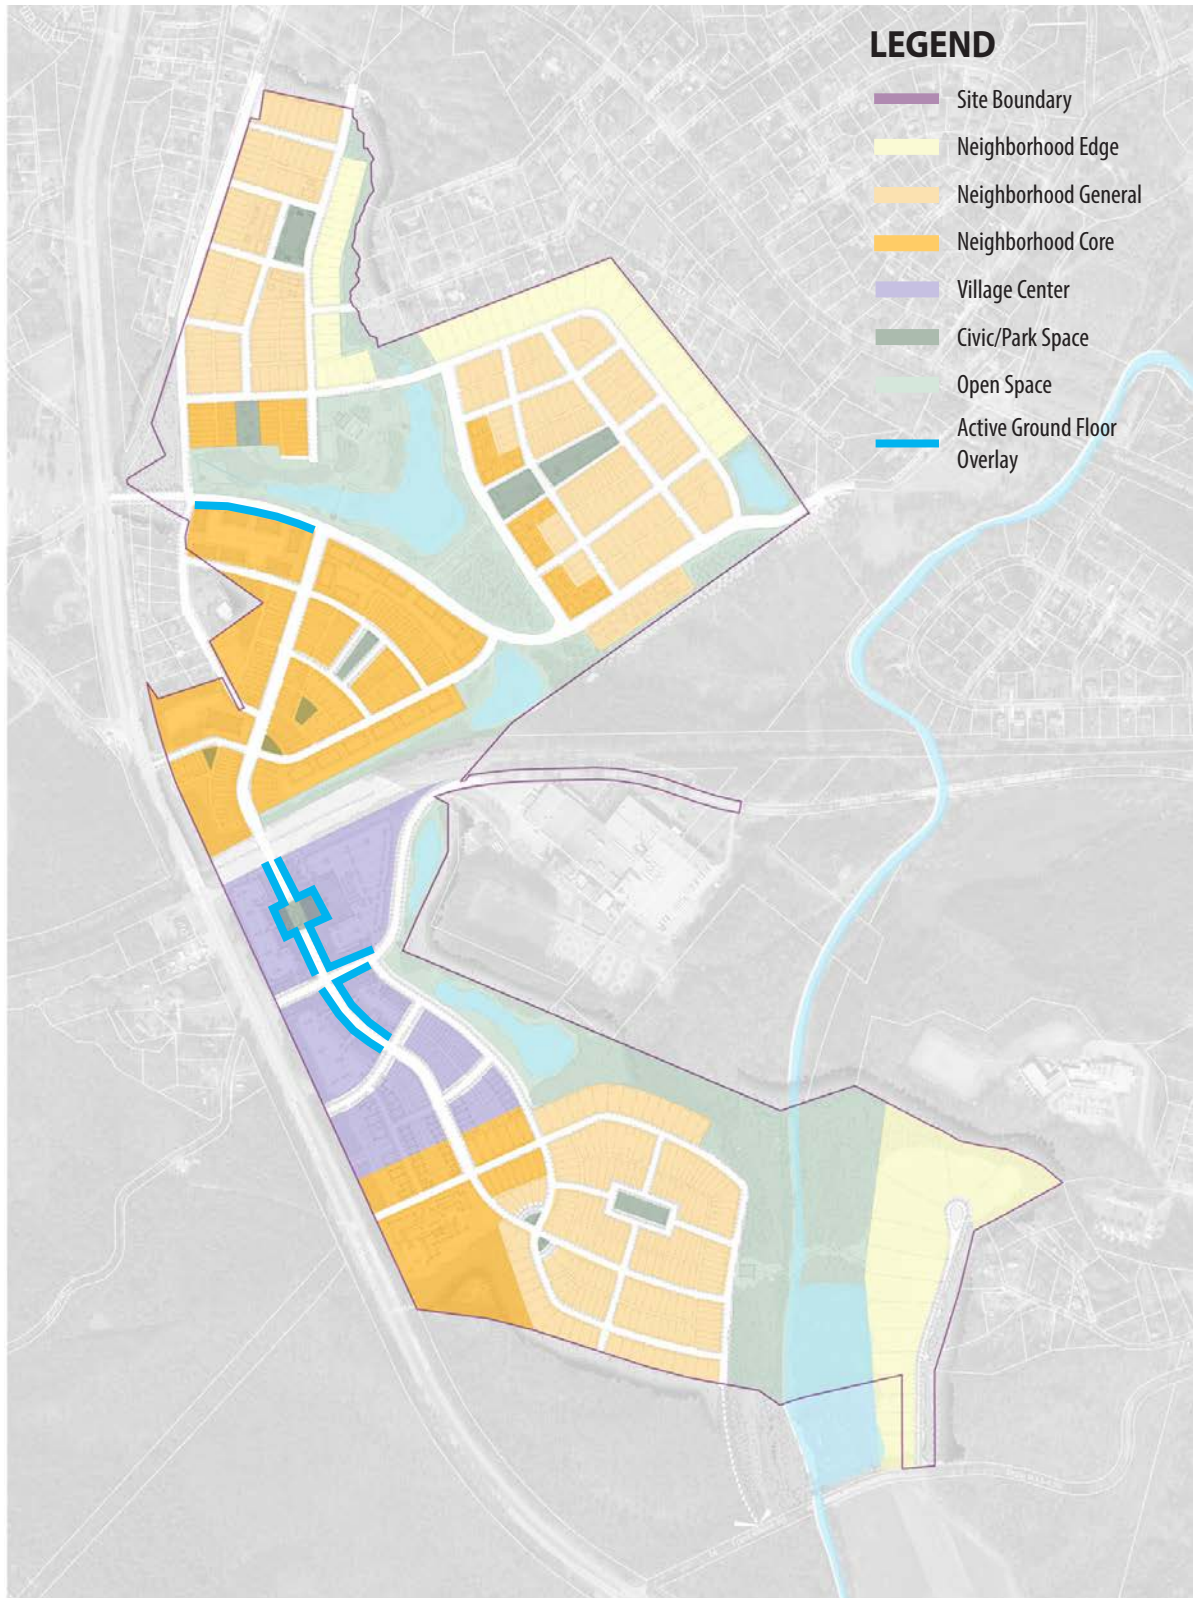 LEGEND
Site Boundary
Neighborhood Edge
Neighborhood General
Neighborhood Core
Village Center
Civic/Park Space
Open Space
Active Ground Floor
Overlay